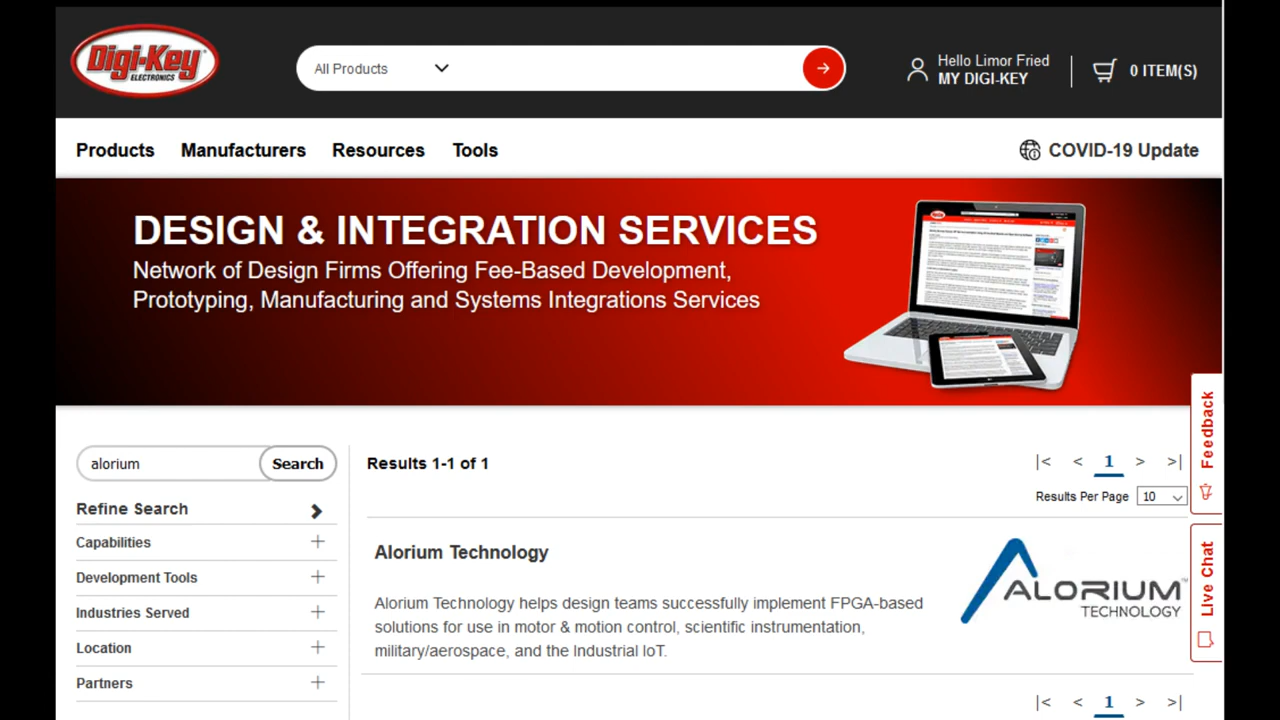 Digi-Key
ELECTRONICS
All Products
Hello Limor Fried
MY DIGI-KEY
0 ITEM(S)
Products
Manufacturers
Resources
Tools
COVID-19 Update
DESIGN & INTEGRATION SERVICES
Network of Design Firms Offering Fee-Based Development,
Prototyping, Manufacturing and Systems Integrations Services
Feedback
Live Chat
alorium
Search
Refine Search
Capabilities
Development Tools
Industries Served
Location
Partners
Results 1-1 of 1
|< < 1 > >|
Results Per Page 10
Alorium Technology
Alorium Technology helps design teams successfully implement FPGA-based
solutions for use in motor & motion control, scientific instrumentation,
military/aerospace, and the Industrial IoT.
ALORIUM™
TECHNOLOGY
|< < 1 > >|